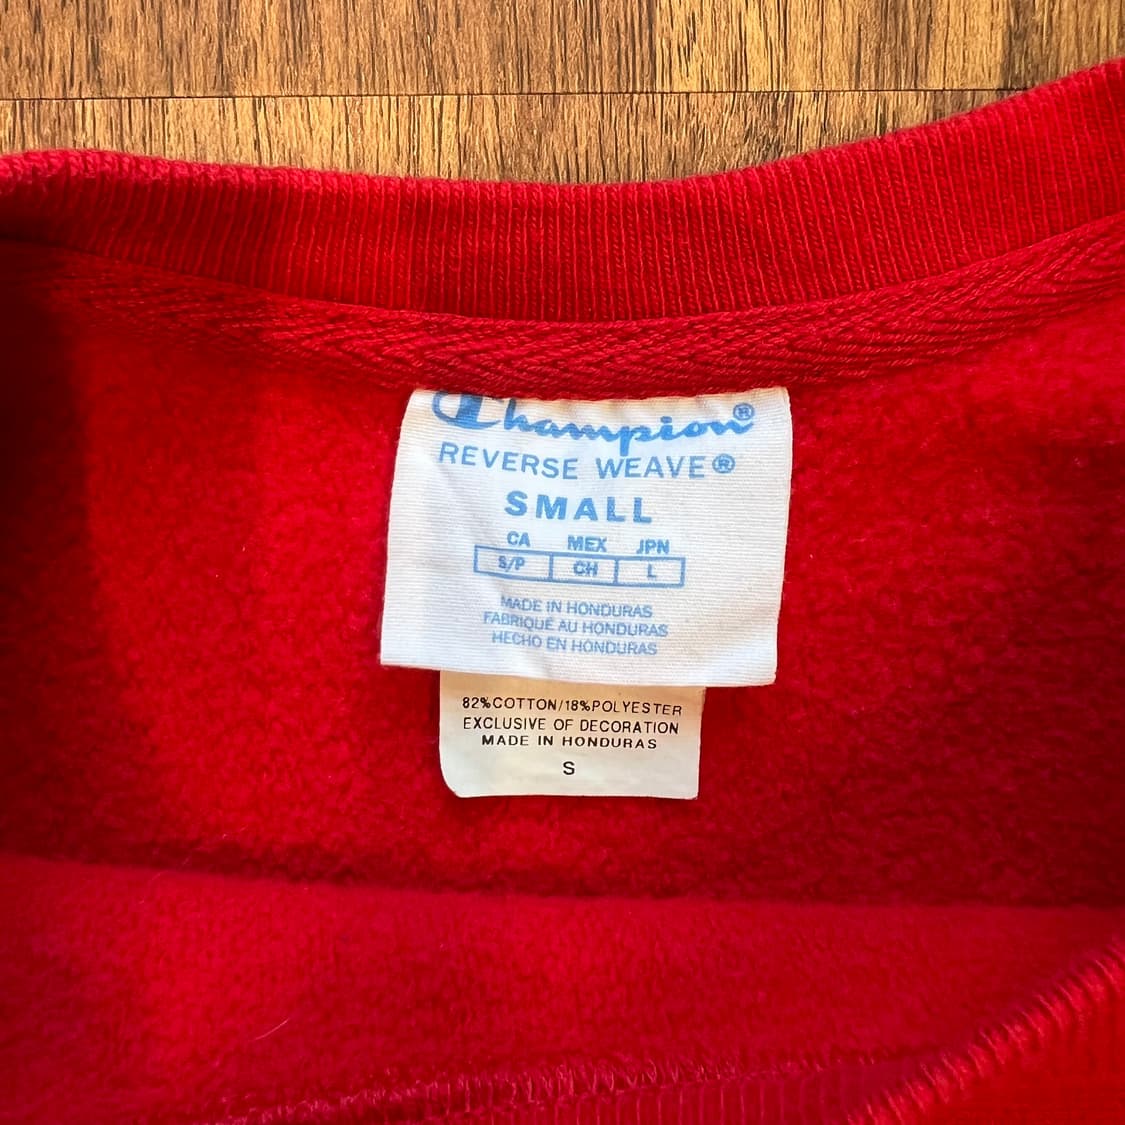 Champion®
REVERSE WEAVE®
SMALL
CA MEX JPN
S/P CH L
MADE IN HONDURAS
FABRIQUÉ AU HONDURAS
HECHO EN HONDURAS
82%COTTON/18%POLYESTER
EXCLUSIVE OF DECORATION
MADE IN HONDURAS
S